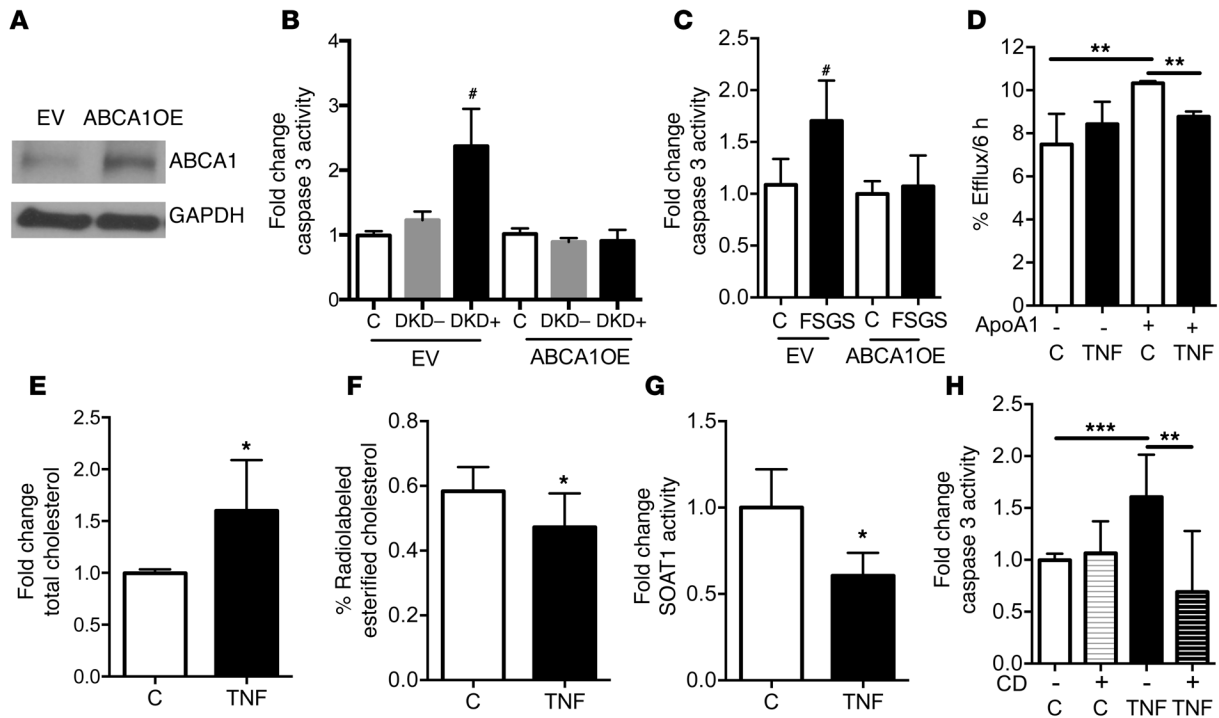 A
EV ABCA1OE
ABCA1
GAPDH
B
Fold change
caspase 3 activity
4
3
2
1
0
#
C DKD– DKD+ C DKD– DKD+
EV ABCA1OE
C
Fold change
caspase 3 activity
2.5
2.0
1.5
1.0
0.5
0.0
#
C FSGS C FSGS
EV ABCA1OE
D
% Efflux/6 h
12
10
8
6
4
2
0
** **
ApoA1 - - + +
C TNF C TNF
E
Fold change
total cholesterol
2.5
2.0
1.5
1.0
0.5
0.0
*
C TNF
F
% Radiolabeled
esterified cholesterol
0.8
0.6
0.4
0.2
0.0
*
C TNF
G
Fold change
SOAT1 activity
1.5
1.0
0.5
0.0
*
C TNF
H
Fold change
caspase 3 activity
2.5
2.0
1.5
1.0
0.5
0.0
*** **
CD - + - +
C C TNF TNF